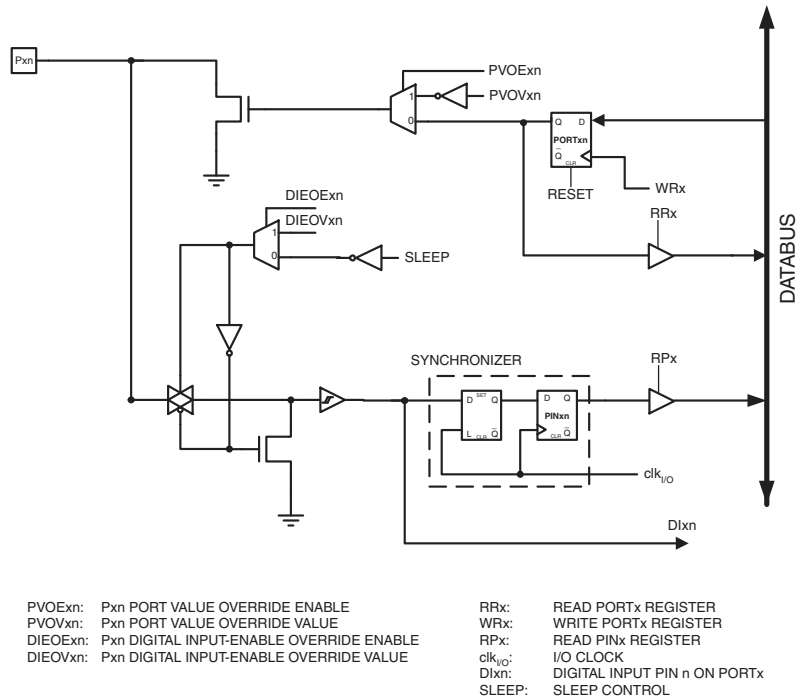 Pxn
PVOExn
PVOVxn
1
0
Q D
PORTxn
Q
CLR
RESET
WRx
RRx
DATABUS
DIEOExn
DIEOVxn
1
0
SLEEP
SYNCHRONIZER
RPx
D SET Q
L CLR Q
D Q
PINxn
CLR Q
clkI/O
DIxn
PVOExn: Pxn PORT VALUE OVERRIDE ENABLE
PVOVxn: Pxn PORT VALUE OVERRIDE VALUE
DIEOExn: Pxn DIGITAL INPUT-ENABLE OVERRIDE ENABLE
DIEOVxn: Pxn DIGITAL INPUT-ENABLE OVERRIDE VALUE
RRx: READ PORTx REGISTER
WRx: WRITE PORTx REGISTER
RPx: READ PINx REGISTER
clkI/O: I/O CLOCK
DIxn: DIGITAL INPUT PIN n ON PORTx
SLEEP: SLEEP CONTROL